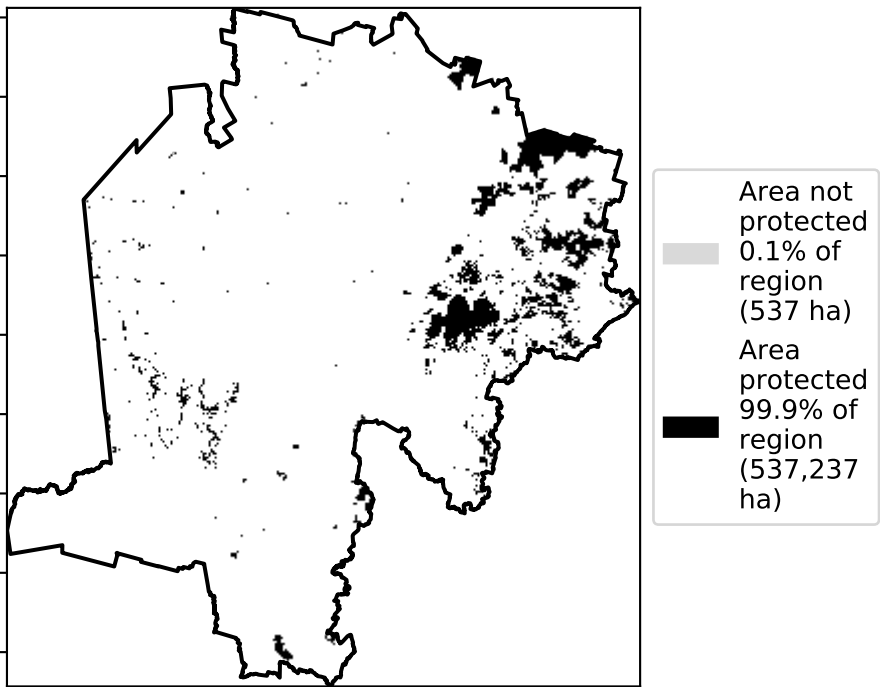 Area not
protected
0.1% of
region
(537 ha)
Area
protected
99.9% of
region
(537,237
ha)